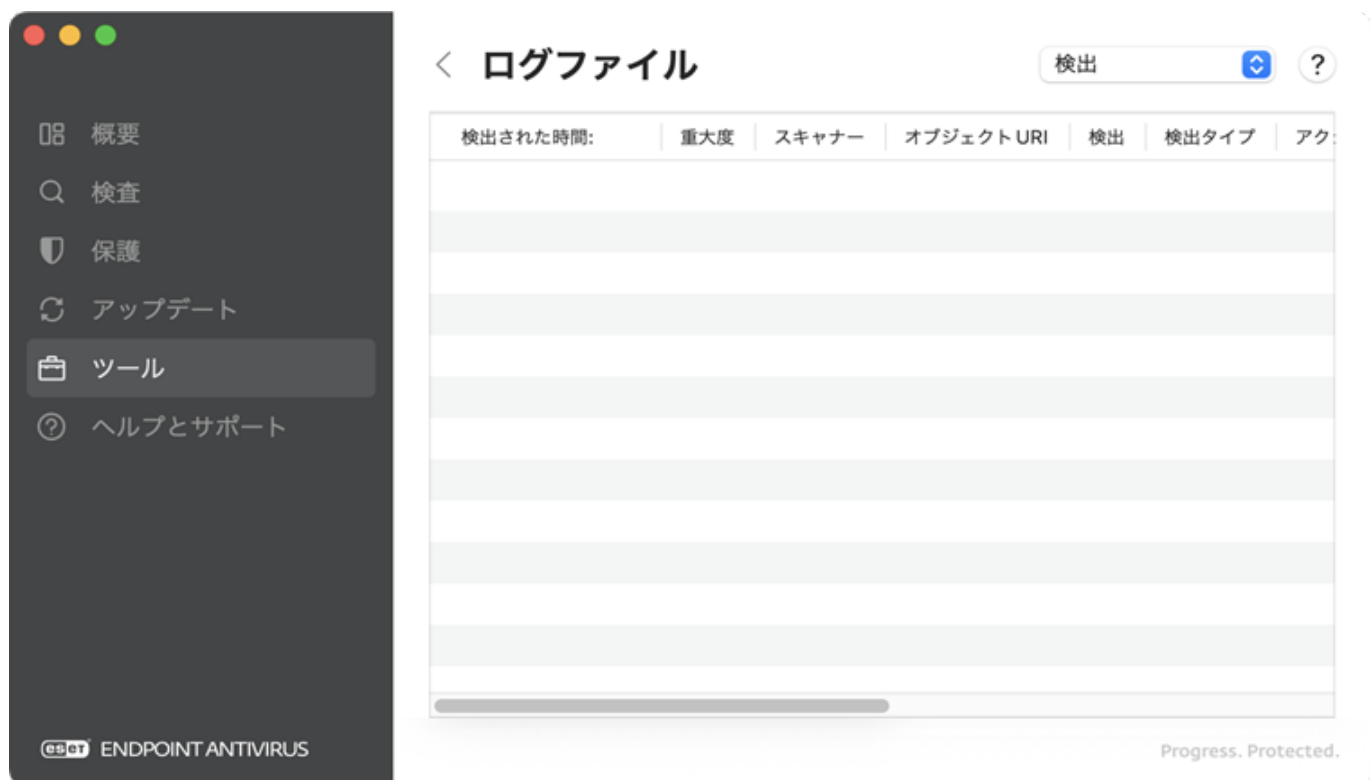 ログファイル
検出
?
概要
検査
保護
アップデート
ツール
ヘルプとサポート
検出された時間: 重大度 スキャナー オブジェクト URI 検出 検出タイプ アク
eset ENDPOINT ANTIVIRUS
Progress. Protected.